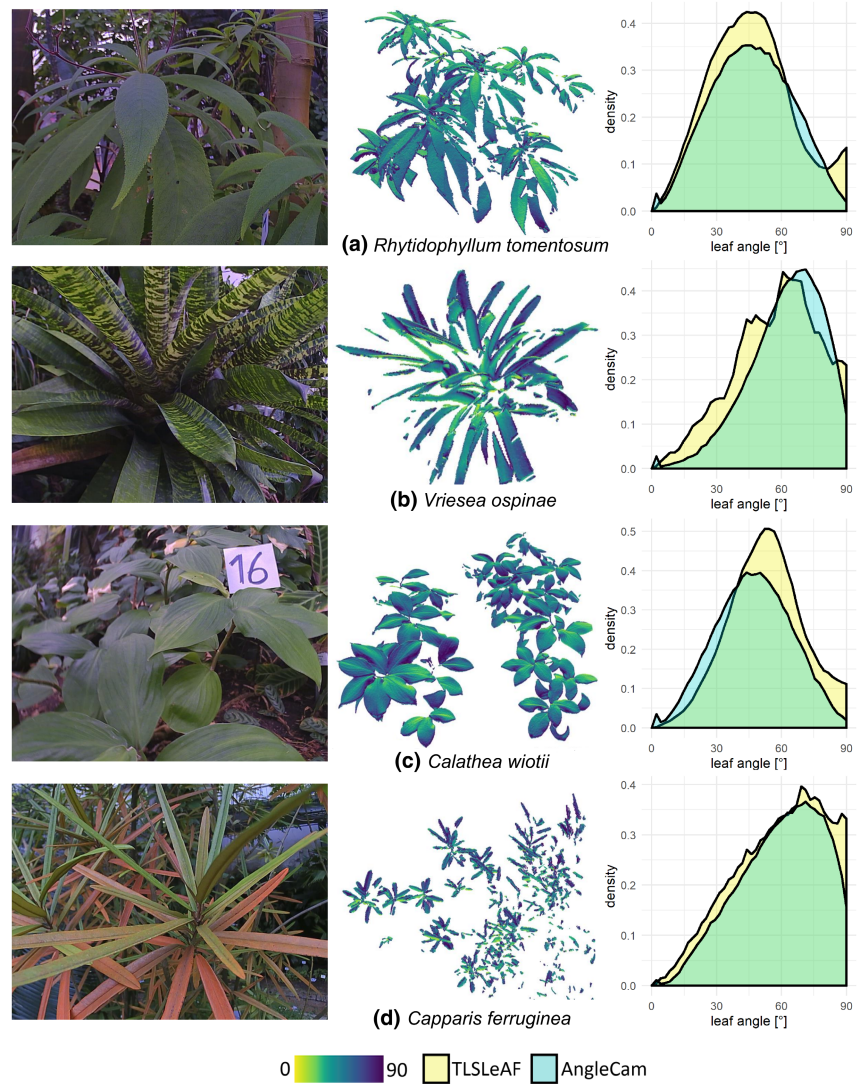 0.4
0.3
0.2
0.1
0.0
density
0 30 60 90
leaf angle [°]
(a) Rhytidophyllum tomentosum
0.4
0.3
0.2
0.1
0.0
density
0 30 60 90
leaf angle [°]
(b) Vriesea ospinae
16
0.5
0.4
0.3
0.2
0.1
0.0
density
0 30 60 90
leaf angle [°]
(c) Calathea wiotii
0.4
0.3
0.2
0.1
0.0
density
0 30 60 90
leaf angle [°]
(d) Capparis ferruginea
0 90 TLSLeAF AngleCam